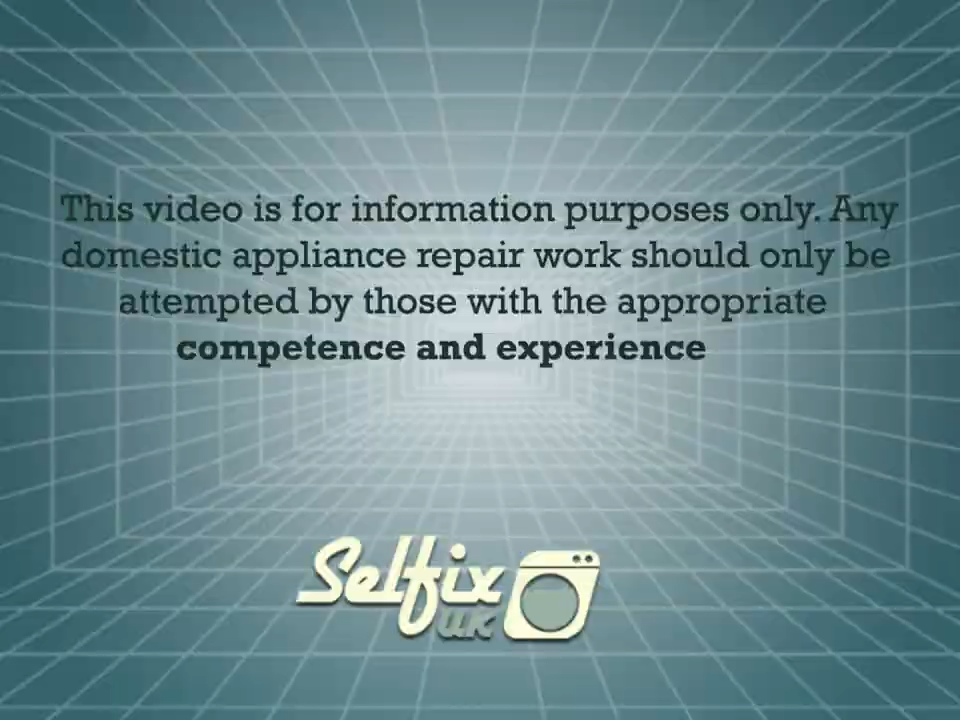 This video is for information purposes only. Any
domestic appliance repair work should only be
attempted by those with the appropriate
competence and experience
Selfix
UK